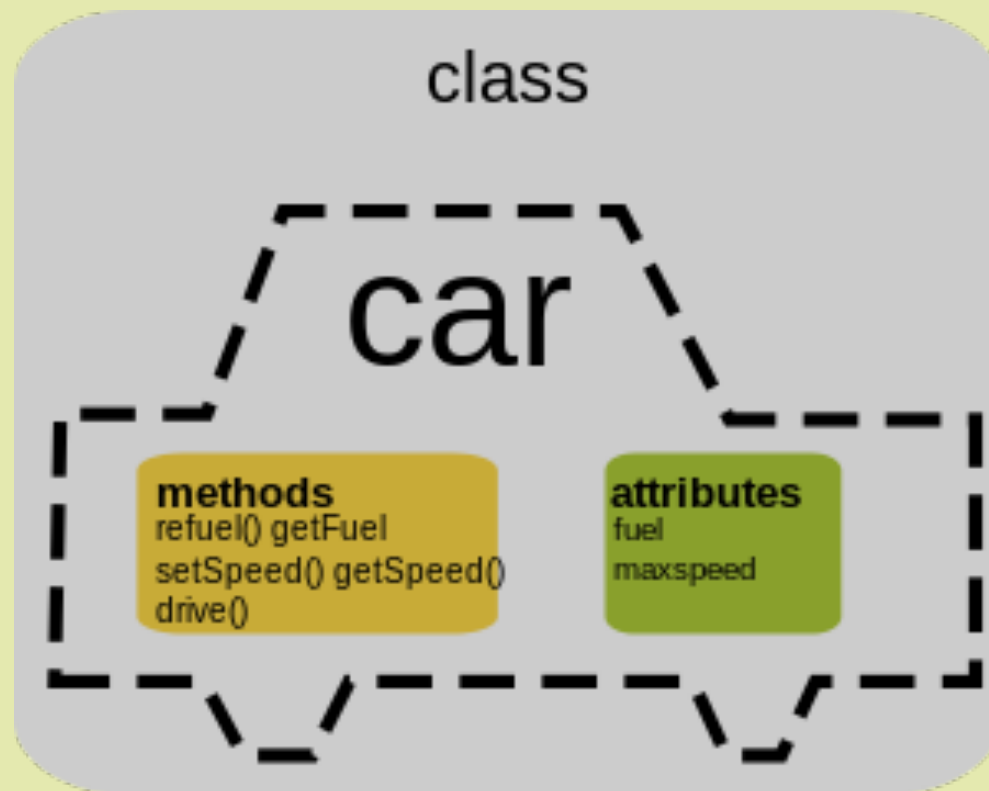 class
car
methods
refuel() getFuel
setSpeed() getSpeed()
drive()
attributes
fuel
maxspeed